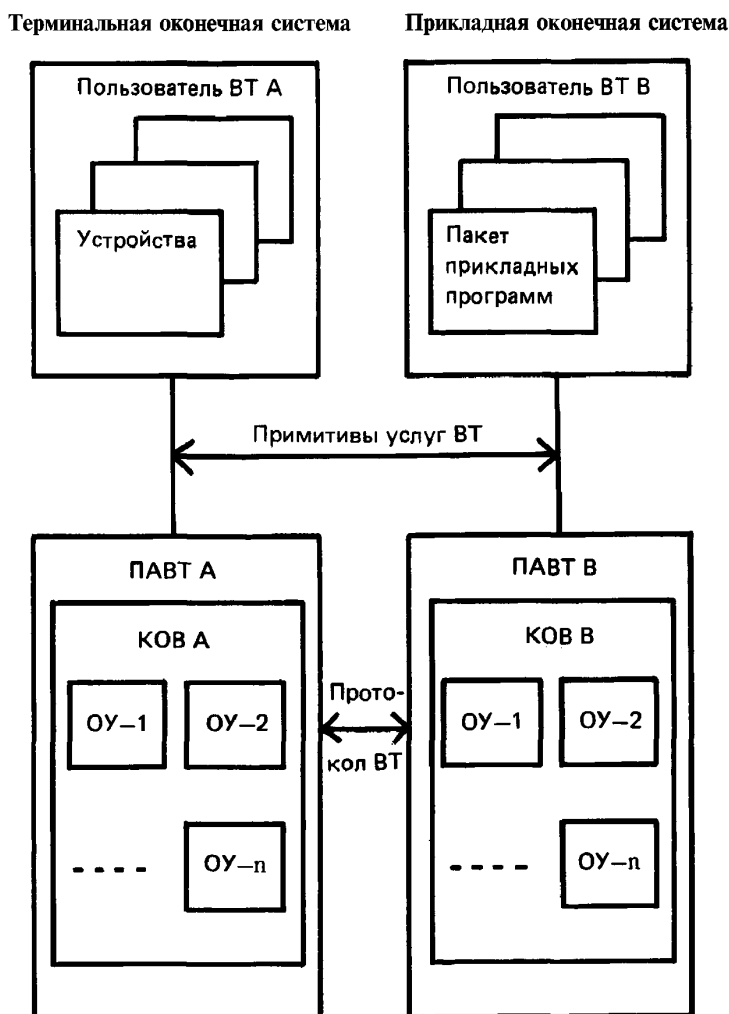 Терминальная оконечная система
Прикладная оконечная система
Пользователь ВТ А
Пользователь ВТ В
Устройства
Пакет
прикладных
программ
Примитивы услуг ВТ
ПАВТ А
ПАВТ В
КОВ А
КОВ В
ОУ–1
ОУ–2
Прото-
кол ВТ
ОУ–1
ОУ–2
- - - -
ОУ–n
- - - -
ОУ–n